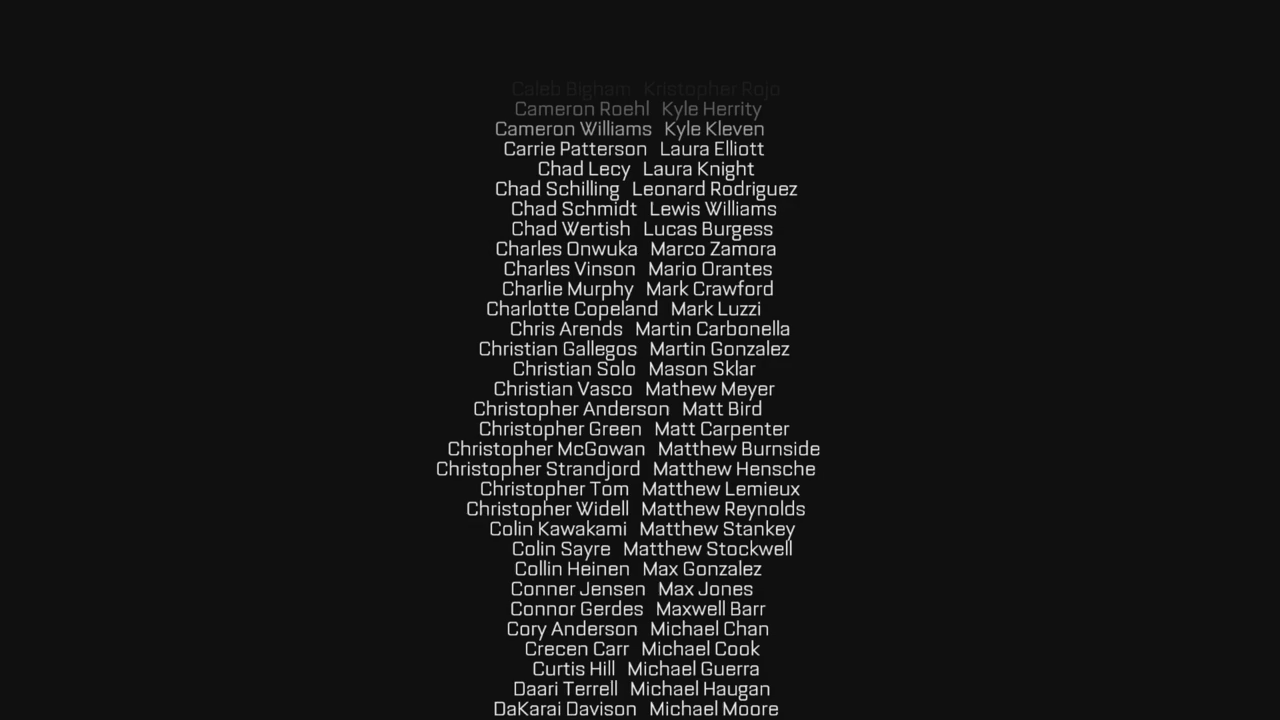 Caleb Bigham Kristopher Rojo
Cameron Roehl Kyle Herrity
Cameron Williams Kyle Kleven
Carrie Patterson Laura Elliott
Chad Lecy Laura Knight
Chad Schilling Leonard Rodriguez
Chad Schmidt Lewis Williams
Chad Wertish Lucas Burgess
Charles Onwuka Marco Zamora
Charles Vinson Mario Orantes
Charlie Murphy Mark Crawford
Charlotte Copeland Mark Luzzi
Chris Arends Martin Carbonella
Christian Gallegos Martin Gonzalez
Christian Solo Mason Sklar
Christian Vasco Mathew Meyer
Christopher Anderson Matt Bird
Christopher Green Matt Carpenter
Christopher McGowan Matthew Burnside
Christopher Strandjord Matthew Hensche
Christopher Tom Matthew Lemieux
Christopher Widell Matthew Reynolds
Colin Kawakami Matthew Stankey
Colin Sayre Matthew Stockwell
Collin Heinen Max Gonzalez
Conner Jensen Max Jones
Connor Gerdes Maxwell Barr
Cory Anderson Michael Chan
Crecen Carr Michael Cook
Curtis Hill Michael Guerra
Daari Terrell Michael Haugan
DaKarai Davison Michael Moore